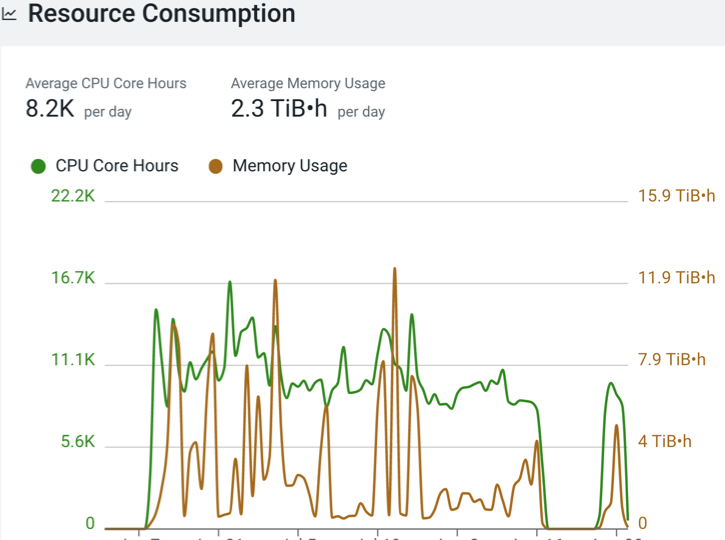 Resource Consumption
Average CPU Core Hours
8.2K per day
Average Memory Usage
2.3 TiB•h per day
CPU Core Hours
Memory Usage
22.2K
15.9 TiB•h
16.7K
11.9 TiB•h
11.1K
7.9 TiB•h
5.6K
4 TiB•h
0
0